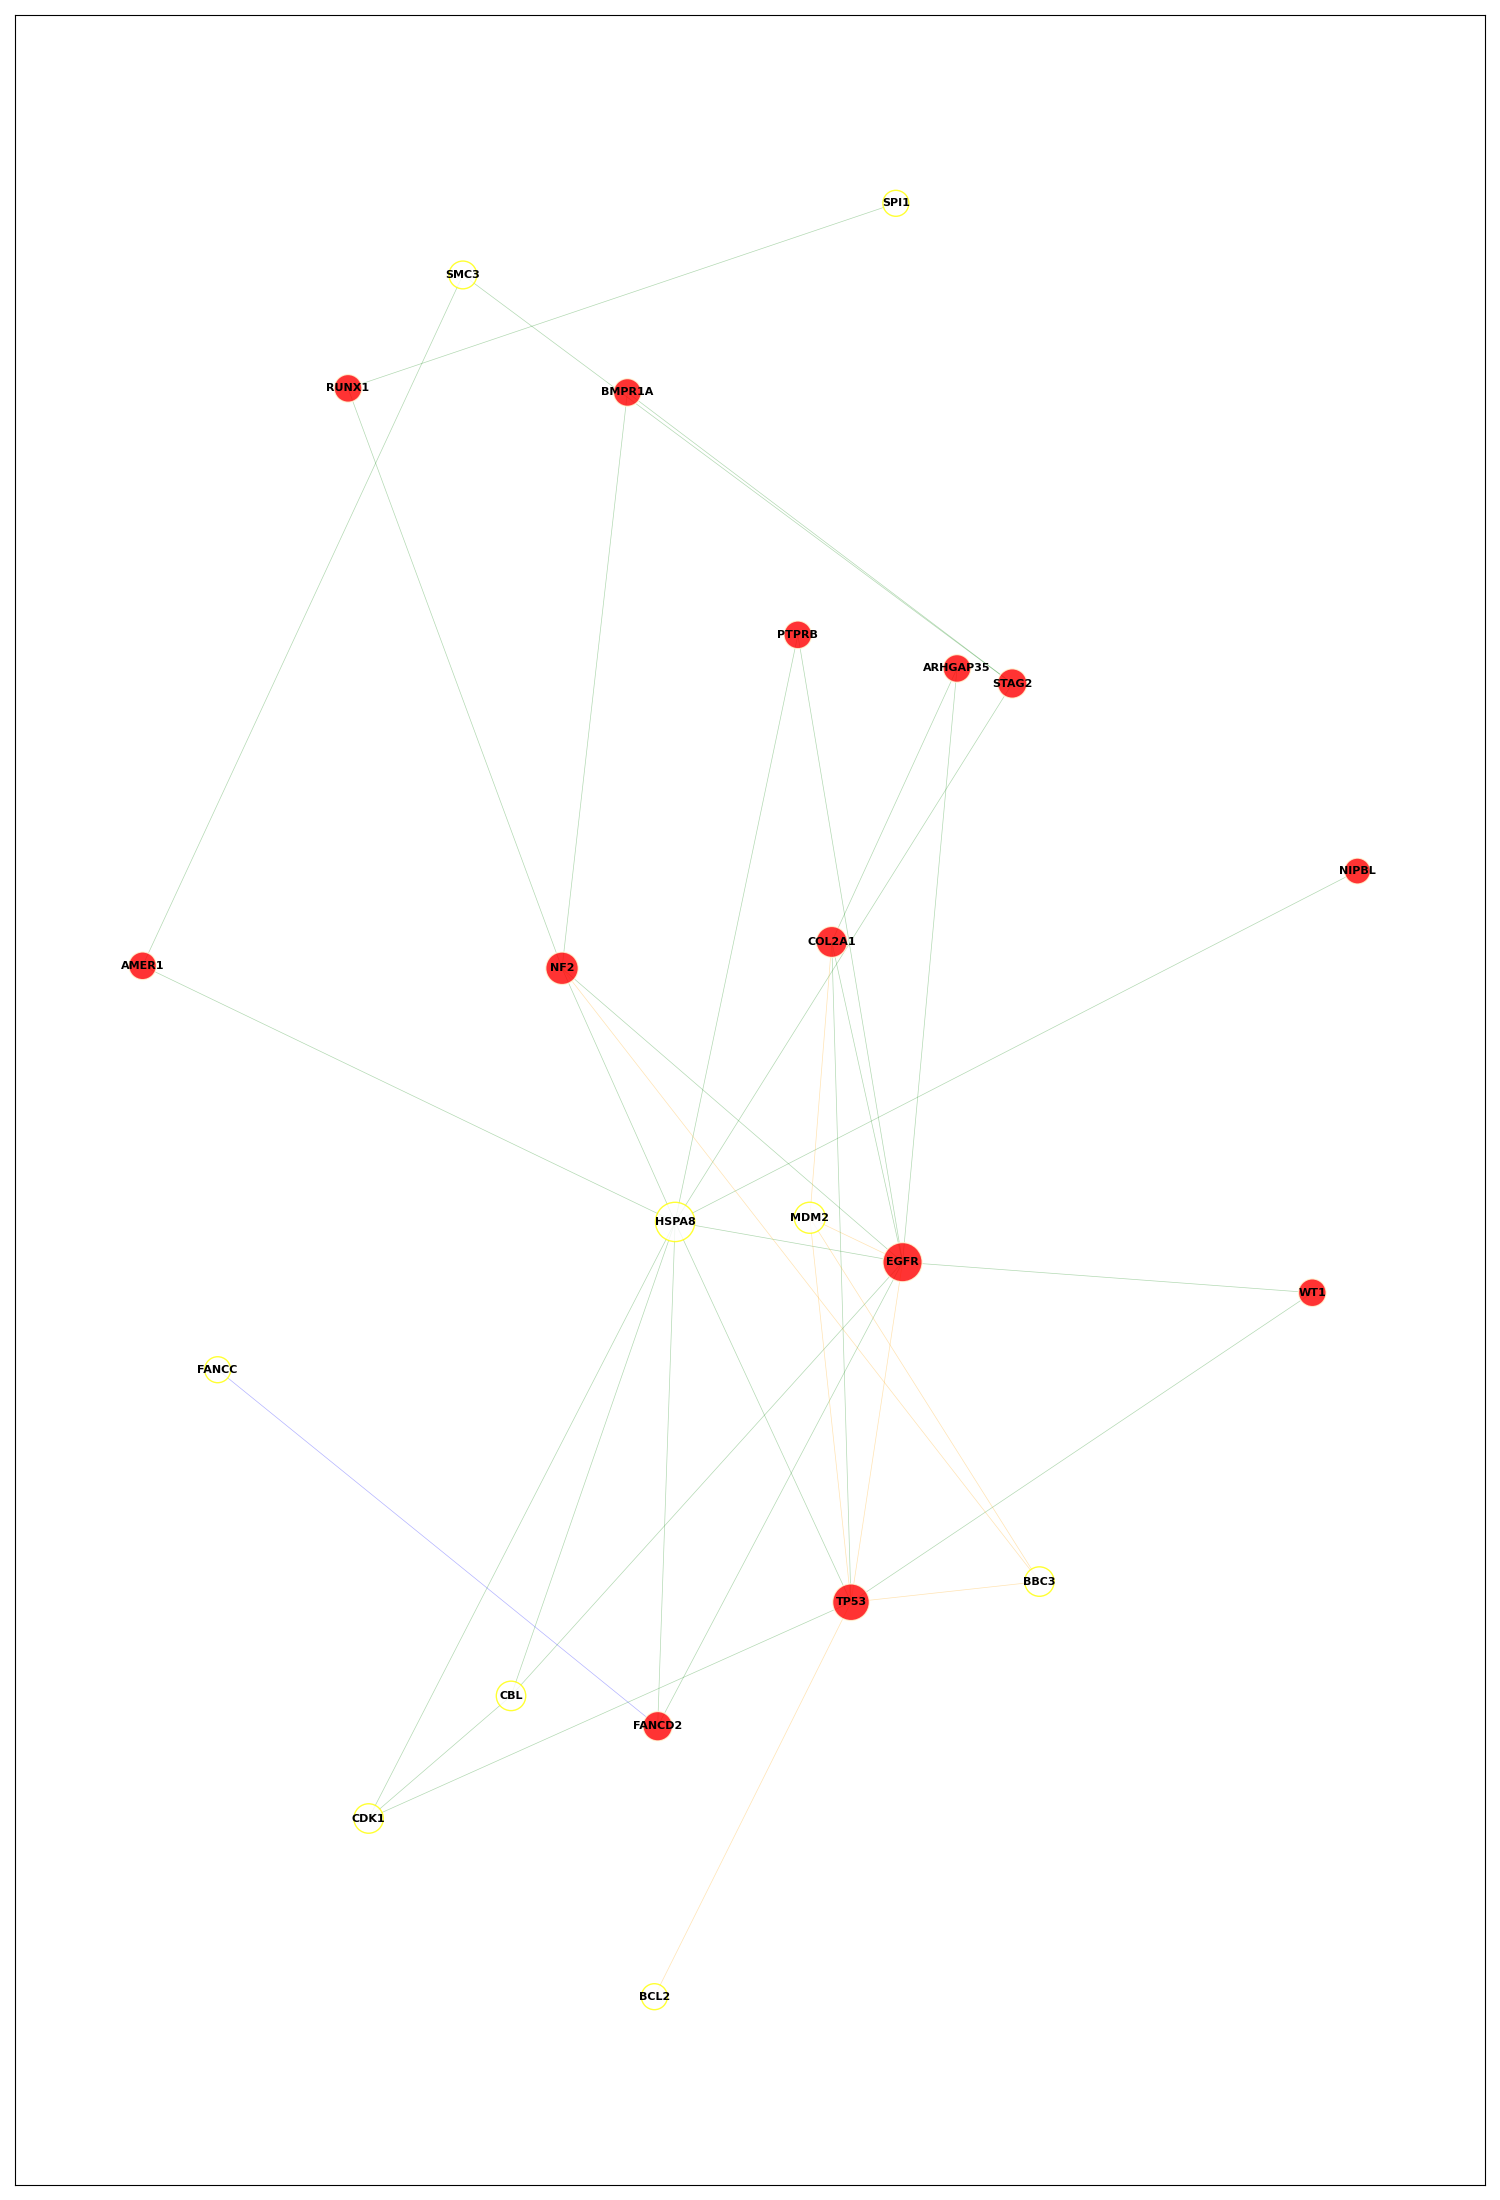 SPI1
SMC3
RUNX1
BMPR1A
PTPRB
ARHGAP35
STAG2
NIPBL
COL2A1
AMER1
NF2
HSPA8
MDM2
EGFR
WT1
FANCC
BBC3
TP53
CBL
FANCD2
CDK1
BCL2